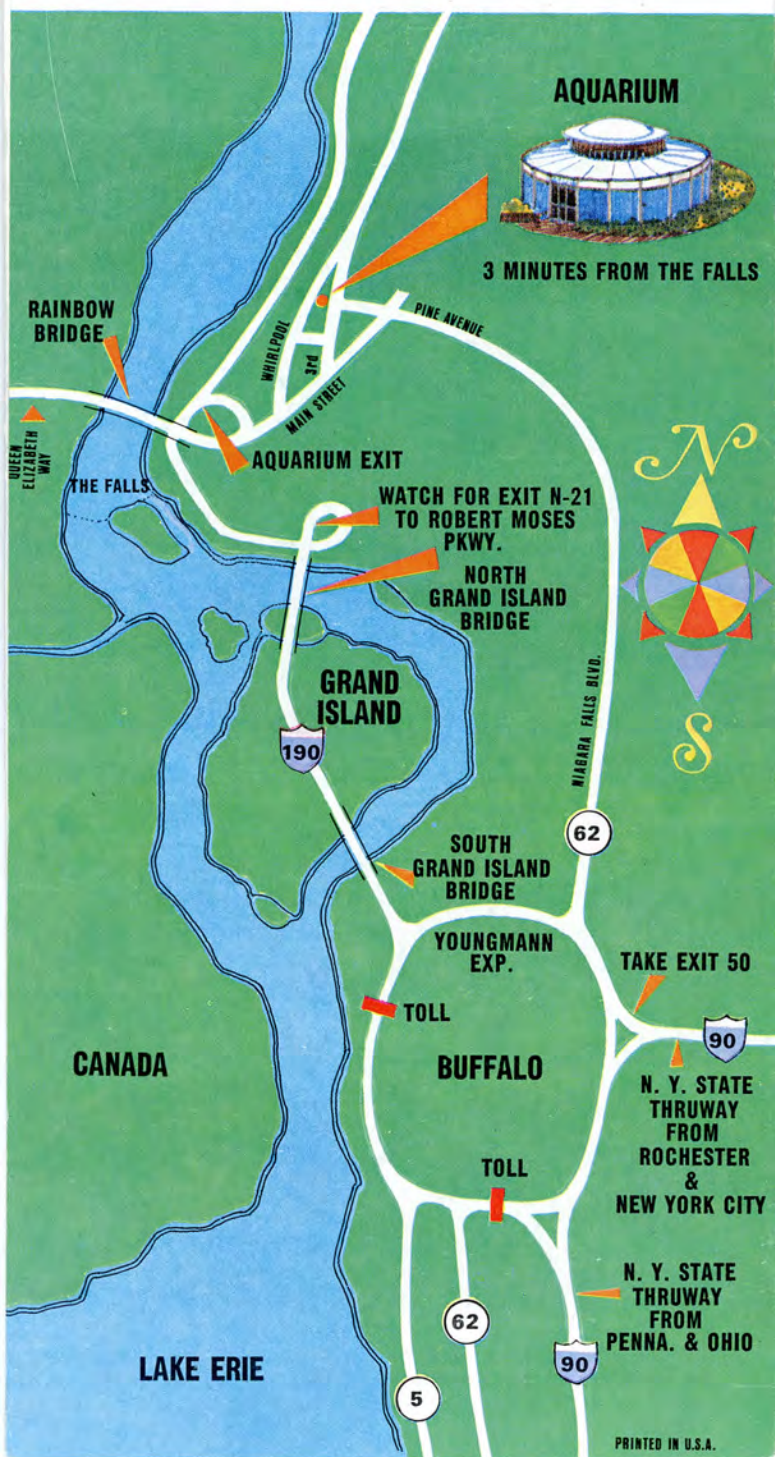 AQUARIUM
3 MINUTES FROM THE FALLS
RAINBOW
BRIDGE
WHIRLPOOL
3rd
PINE AVENUE
MAIN STREET
QUEEN
ELIZABETH
WAY
THE FALLS
AQUARIUM EXIT
WATCH FOR EXIT N-21
TO ROBERT MOSES
PKWY.
NORTH
GRAND ISLAND
BRIDGE
N
S
GRAND
ISLAND
190
NIAGARA FALLS BLVD.
62
SOUTH
GRAND ISLAND
BRIDGE
YOUNGMANN
EXP.
TAKE EXIT 50
TOLL
90
CANADA
BUFFALO
N. Y. STATE
THRUWAY
FROM
ROCHESTER
&
NEW YORK CITY
TOLL
N. Y. STATE
THRUWAY
FROM
PENNA. & OHIO
62
90
LAKE ERIE
5
PRINTED IN U.S.A.